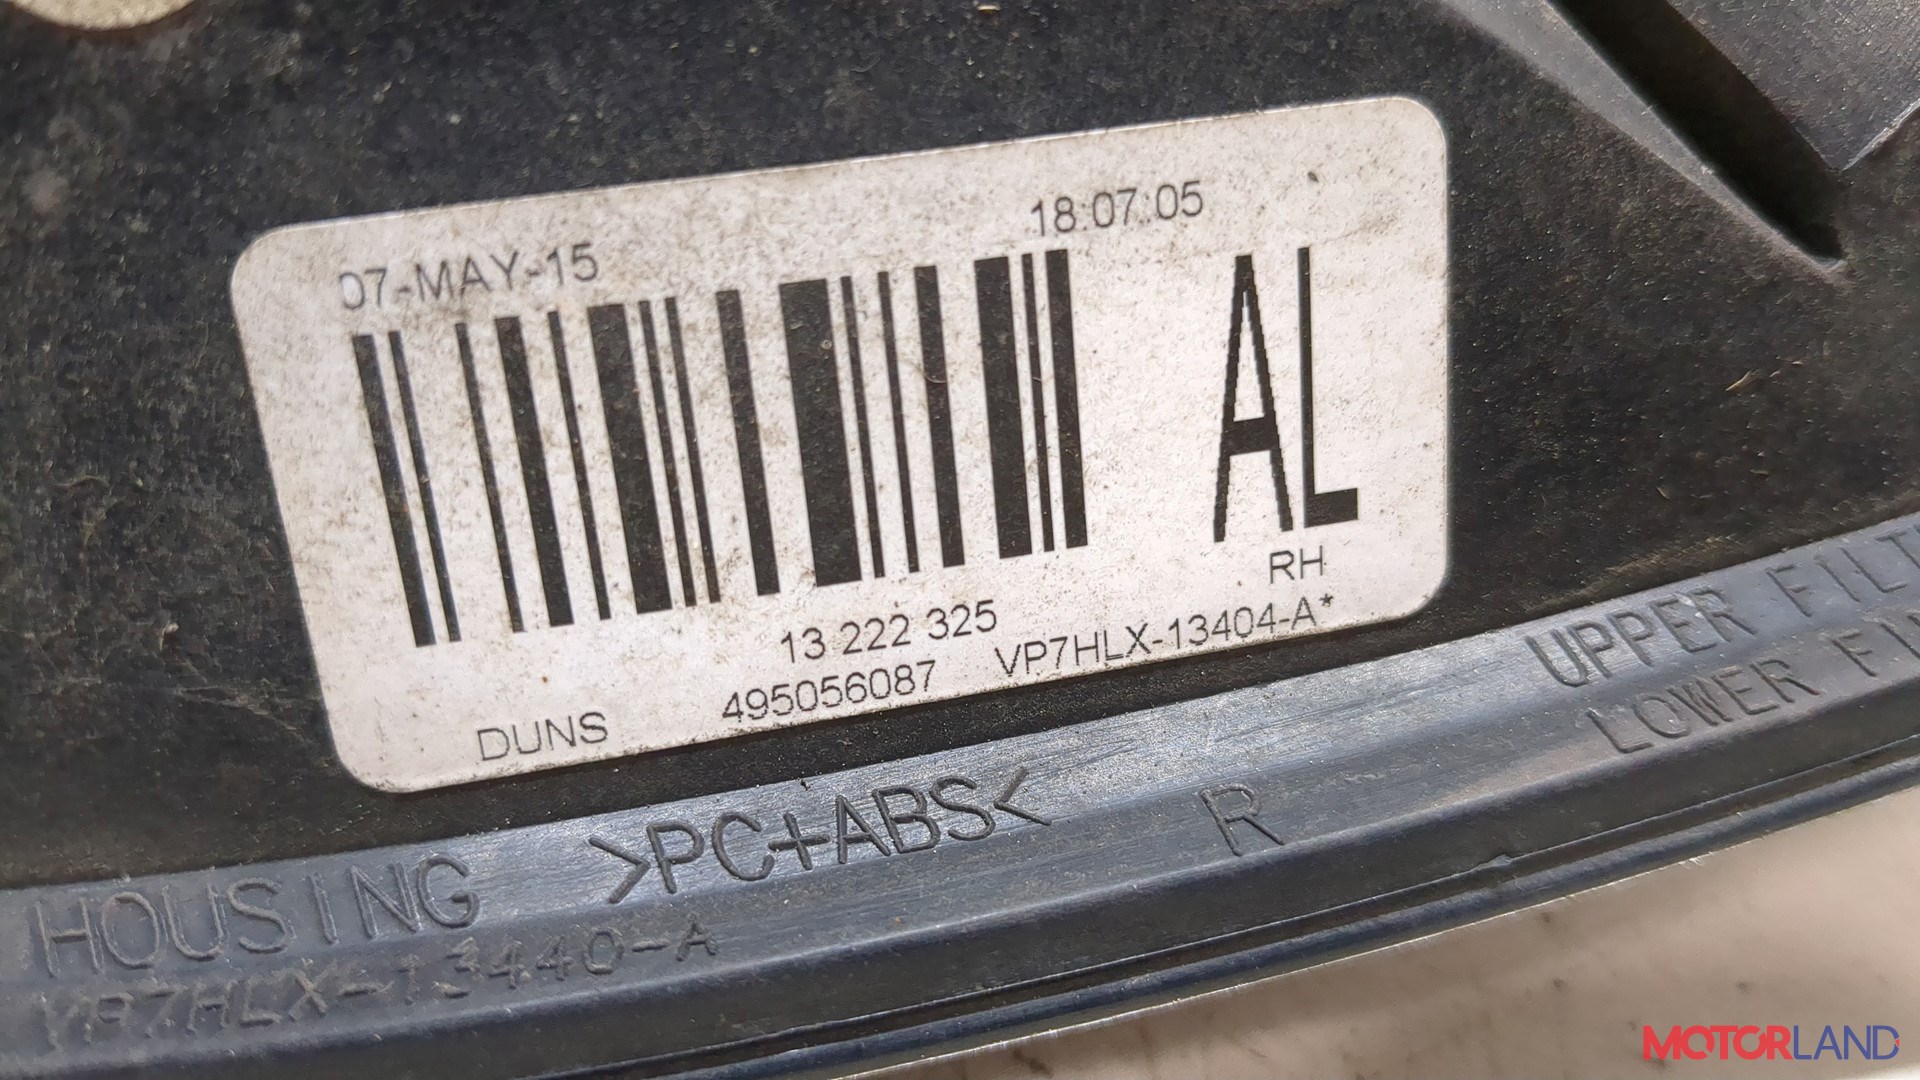 07-MAY-15 18:07:05
AL
RH
13 222 325
495056087 VP7HLX-13404-A*
DUNS
UPPER
LOWER
HOUSING >PC+ABS< R
VP7HLX-13440-A
MOTORLAND